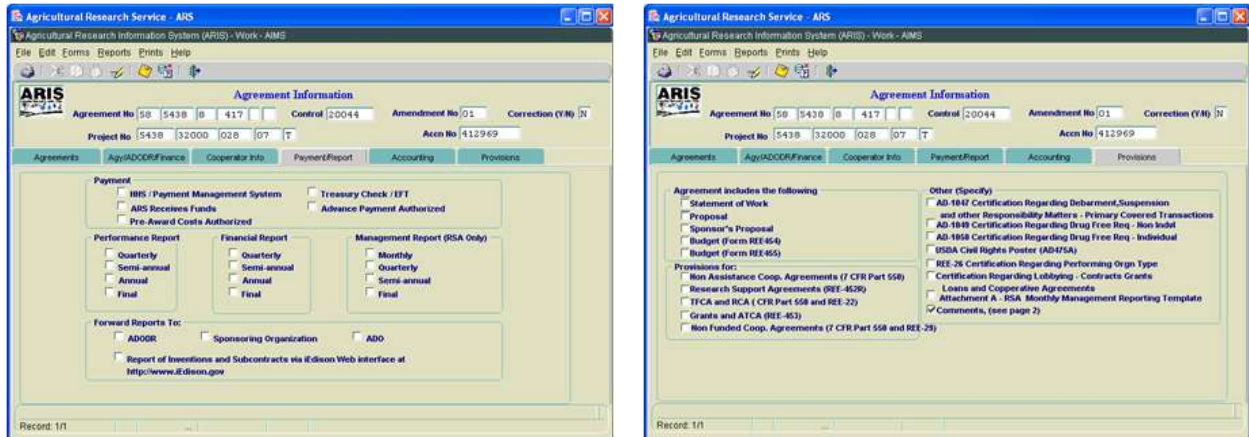 Agricultural Research Service - ARS
Agricultural Research Information System (ARIS) - Work - AIMS
File Edit Forms Reports Prints Help
ARIS
Agreement Information
Agreement No 58 5438 8 417 Control 20044 Amendment No 01 Correction (Y/N) N
Project No 5438 32000 028 07 T Accn No 412969
Agreements Agy/ADODR/Finance Cooperator Info Payment/Report Accounting Provisions
Payment
HHS / Payment Management System Treasury Check / EFT
ARS Receives Funds Advance Payment Authorized
Pre-Award Costs Authorized
Performance Report Financial Report Management Report (RSA Only)
Quarterly Quarterly Monthly
Semi-annual Semi-annual Quarterly
Annual Annual Semi-annual
Final Final Final
Forward Reports To:
ADODR Sponsoring Organization ADO
Report of Inventions and Subcontracts via iEdison Web interface at
http://www.iEdison.gov
Record: 1/1
Agricultural Research Service - ARS
Agricultural Research Information System (ARIS) - Work - AIMS
File Edit Forms Reports Prints Help
ARIS
Agreement Information
Agreement No 58 5438 8 417 Control 20044 Amendment No 01 Correction (Y/N) N
Project No 5438 32000 028 07 T Accn No 412969
Agreements Agy/ADODR/Finance Cooperator Info Payment/Report Accounting Provisions
Agreement includes the following
Statement of Work
Proposal
Sponsor's Proposal
Budget (Form REE454)
Budget (Form REE455)
Provisions for:
Non Assistance Coop. Agreements (7 CFR Part 550)
Research Support Agreements (REE-452R)
TFCA and RCA ( CFR Part 550 and REE-22)
Grants and ATCA (REE-453)
Non Funded Coop. Agreements (7 CFR Part 550 and REE-25)
Other (Specify)
AD-1047 Certification Regarding Debarment,Suspension
and other Responsibility Matters - Primary Covered Transactions
AD-1049 Certification Regarding Drug Free Req - Non Indvl
AD-1050 Certification Regarding Drug Free Req - Individual
USDA Civil Rights Poster (AD475A)
REE-26 Certification Regarding Performing Orgn Type
Certification Regarding Lobbying - Contracts Grants
Loans and Copperative Agreements
Attachment A - RSA Monthly Management Reporting Template
Comments, (see page 2)
Record: 1/1